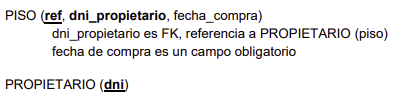 PISO (ref, dni_propietario, fecha_compra)
dni_propietario es FK, referencia a PROPIETARIO (piso)
fecha de compra es un campo obligatorio
PROPIETARIO (dni)